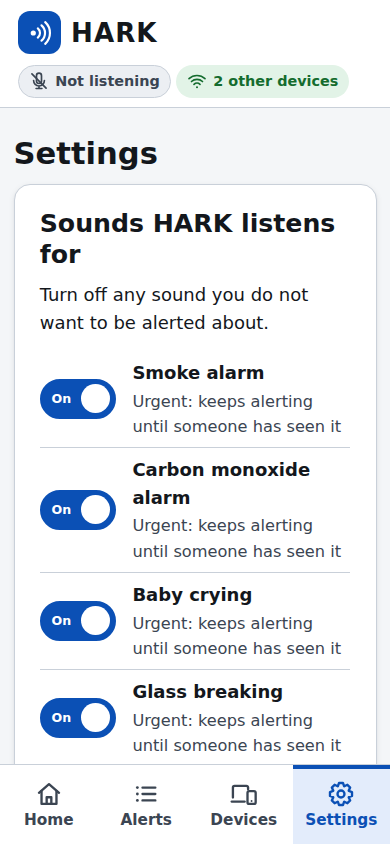 HARK
Not listening
2 other devices
Settings
Sounds HARK listens
for
Turn off any sound you do not
want to be alerted about.
On
Smoke alarm
Urgent: keeps alerting
until someone has seen it
On
Carbon monoxide
alarm
Urgent: keeps alerting
until someone has seen it
On
Baby crying
Urgent: keeps alerting
until someone has seen it
On
Glass breaking
Urgent: keeps alerting
until someone has seen it
Home
Alerts
Devices
Settings